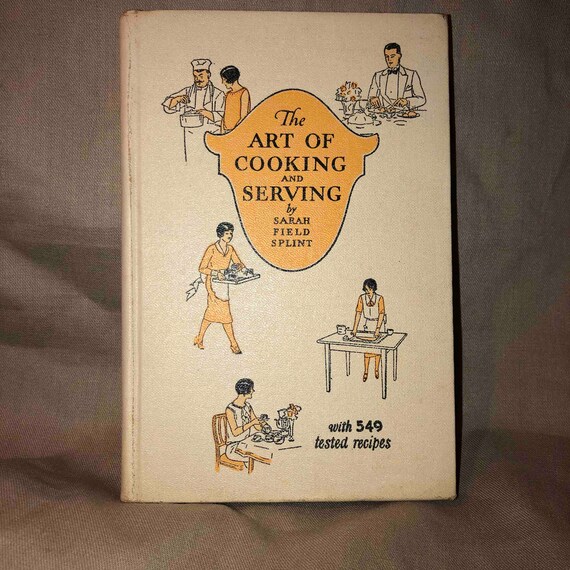 The
ART OF
COOKING
AND
SERVING
by
SARAH
FIELD
SPLINT
with 549
tested recipes